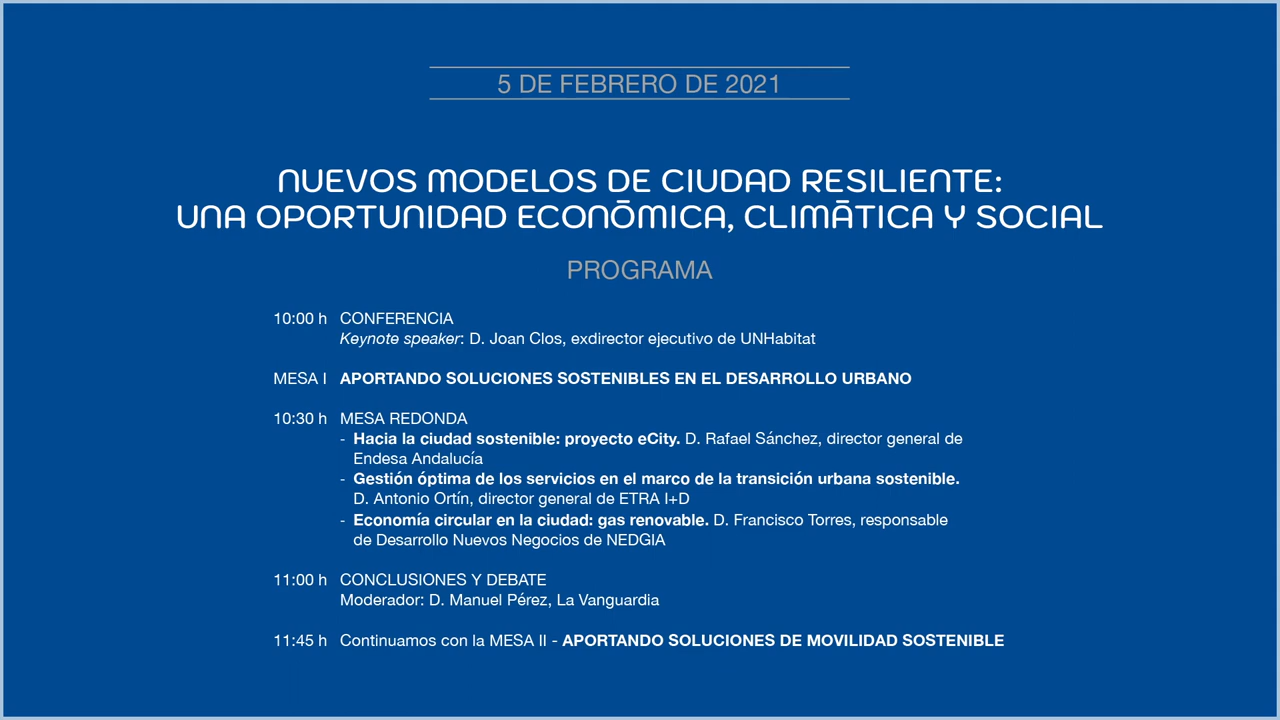 5 DE FEBRERO DE 2021
NUEVOS MODELOS DE CIUDAD RESILIENTE:
UNA OPORTUNIDAD ECONŌMICA, CLIMĀTICA Y SOCIAL
PROGRAMA
10:00 h CONFERENCIA
Keynote speaker: D. Joan Clos, exdirector ejecutivo de UNHabitat
MESA I APORTANDO SOLUCIONES SOSTENIBLES EN EL DESARROLLO URBANO
10:30 h MESA REDONDA
- Hacia la ciudad sostenible: proyecto eCity. D. Rafael Sánchez, director general de
Endesa Andalucía
- Gestión óptima de los servicios en el marco de la transición urbana sostenible.
D. Antonio Ortín, director general de ETRA I+D
- Economía circular en la ciudad: gas renovable. D. Francisco Torres, responsable
de Desarrollo Nuevos Negocios de NEDGIA
11:00 h CONCLUSIONES Y DEBATE
Moderador: D. Manuel Pérez, La Vanguardia
11:45 h Continuamos con la MESA II - APORTANDO SOLUCIONES DE MOVILIDAD SOSTENIBLE